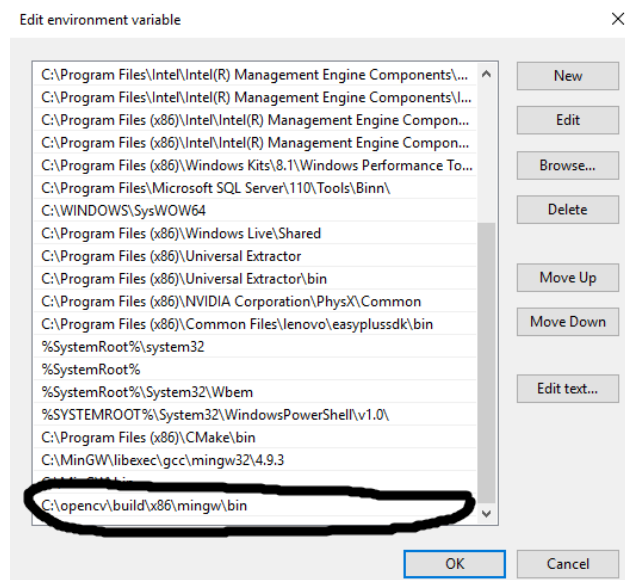 Edit environment variable
C:\Program Files\Intel\Intel(R) Management Engine Components\...
C:\Program Files\Intel\Intel(R) Management Engine Components\I...
C:\Program Files (x86)\Intel\Intel(R) Management Engine Compon...
C:\Program Files (x86)\Intel\Intel(R) Management Engine Compon...
C:\Program Files (x86)\Windows Kits\8.1\Windows Performance To...
C:\Program Files\Microsoft SQL Server\110\Tools\Binn\
C:\WINDOWS\SysWOW64
C:\Program Files (x86)\Windows Live\Shared
C:\Program Files (x86)\Universal Extractor
C:\Program Files (x86)\Universal Extractor\bin
C:\Program Files (x86)\NVIDIA Corporation\PhysX\Common
C:\Program Files (x86)\Common Files\lenovo\easyplussdk\bin
%SystemRoot%\system32
%SystemRoot%
%SystemRoot%\System32\Wbem
%SYSTEMROOT%\System32\WindowsPowerShell\v1.0\
C:\Program Files (x86)\CMake\bin
C:\MinGW\libexec\gcc\mingw32\4.9.3
C:\opencv\build\x86\mingw\bin
New
Edit
Browse...
Delete
Move Up
Move Down
Edit text...
OK
Cancel